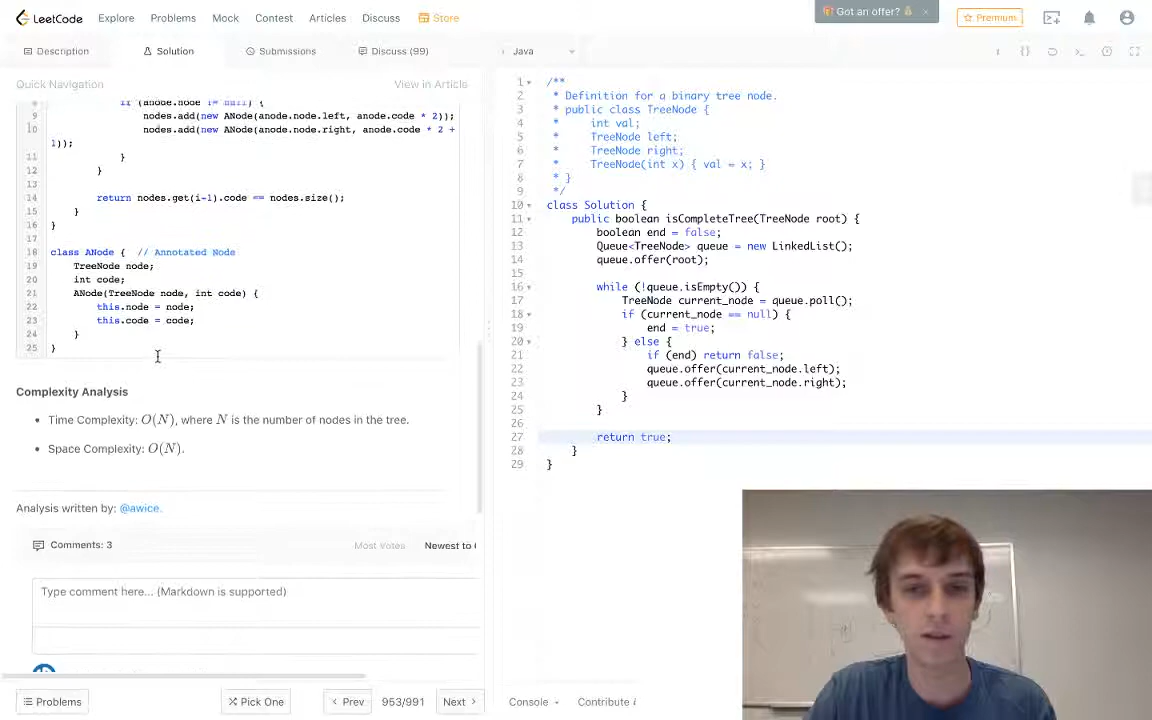 LeetCode Explore Problems Mock Contest Articles Discuss Store Got an offer? × Premium
Description Solution Submissions Discuss (99) Java
Quick Navigation View in Article
8 if (anode.node != null) {
9 nodes.add(new ANode(anode.node.left, anode.code * 2));
10 nodes.add(new ANode(anode.node.right, anode.code * 2 +
1));
11 }
12 }
13
14 return nodes.get(i-1).code == nodes.size();
15 }
16 }
17
18 class ANode { // Annotated Node
19 TreeNode node;
20 int code;
21 ANode(TreeNode node, int code) {
22 this.node = node;
23 this.code = code;
24 }
25 }
Complexity Analysis
• Time Complexity: O(N), where N is the number of nodes in the tree.
• Space Complexity: O(N).
Analysis written by: @awice.
Comments: 3 Most Votes Newest to
Type comment here... (Markdown is supported)
Problems Pick One < Prev 953/991 Next >
1 /**
2 * Definition for a binary tree node.
3 * public class TreeNode {
4 * int val;
5 * TreeNode left;
6 * TreeNode right;
7 * TreeNode(int x) { val = x; }
8 * }
9 */
10 class Solution {
11 public boolean isCompleteTree(TreeNode root) {
12 boolean end = false;
13 Queue<TreeNode> queue = new LinkedList();
14 queue.offer(root);
15
16 while (!queue.isEmpty()) {
17 TreeNode current_node = queue.poll();
18 if (current_node == null) {
19 end = true;
20 } else {
21 if (end) return false;
22 queue.offer(current_node.left);
23 queue.offer(current_node.right);
24 }
25 }
26
27 return true;
28 }
29 }
Console Contribute i